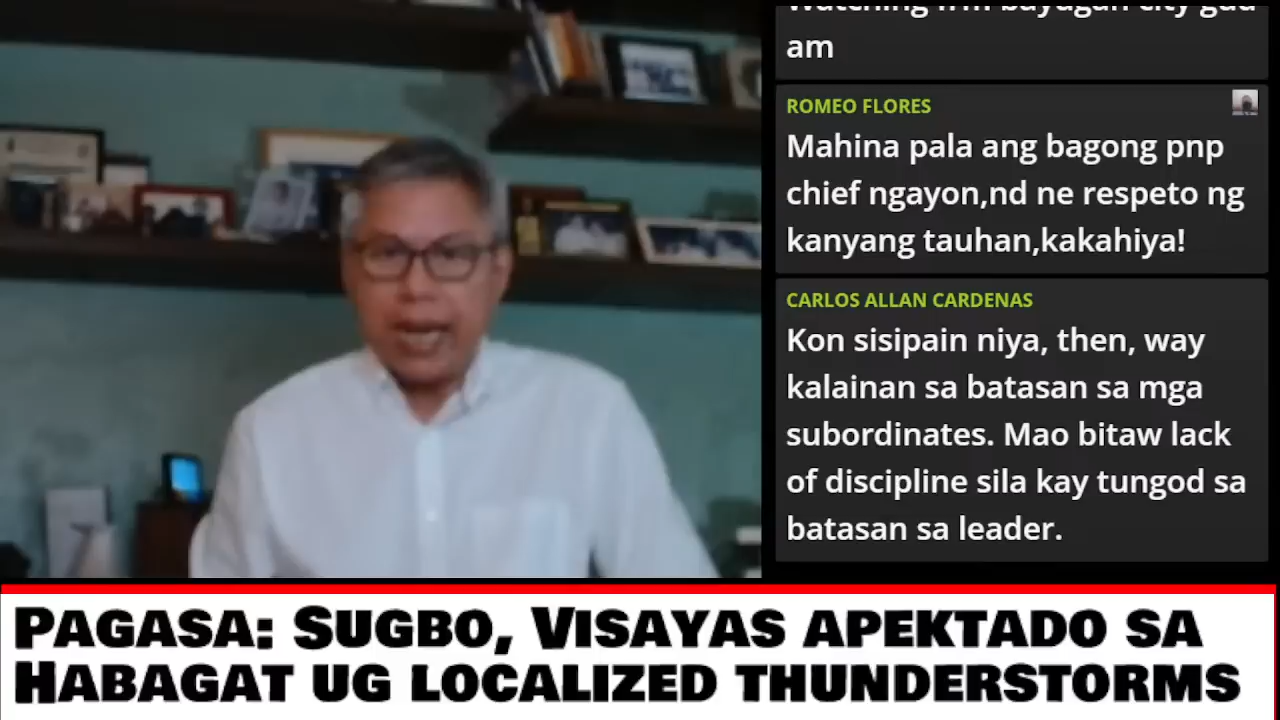 am
ROMEO FLORES
Mahina pala ang bagong pnp
chief ngayon,nd ne respeto ng
kanyang tauhan,kakahiya!
CARLOS ALLAN CARDENAS
Kon sisipain niya, then, way
kalainan sa batasan sa mga
subordinates. Mao bitaw lack
of discipline sila kay tungod sa
batasan sa leader.
PAGASA: SUGBO, VISAYAS APEKTADO SA
HABAGAT UG LOCALIZED THUNDERSTORMS